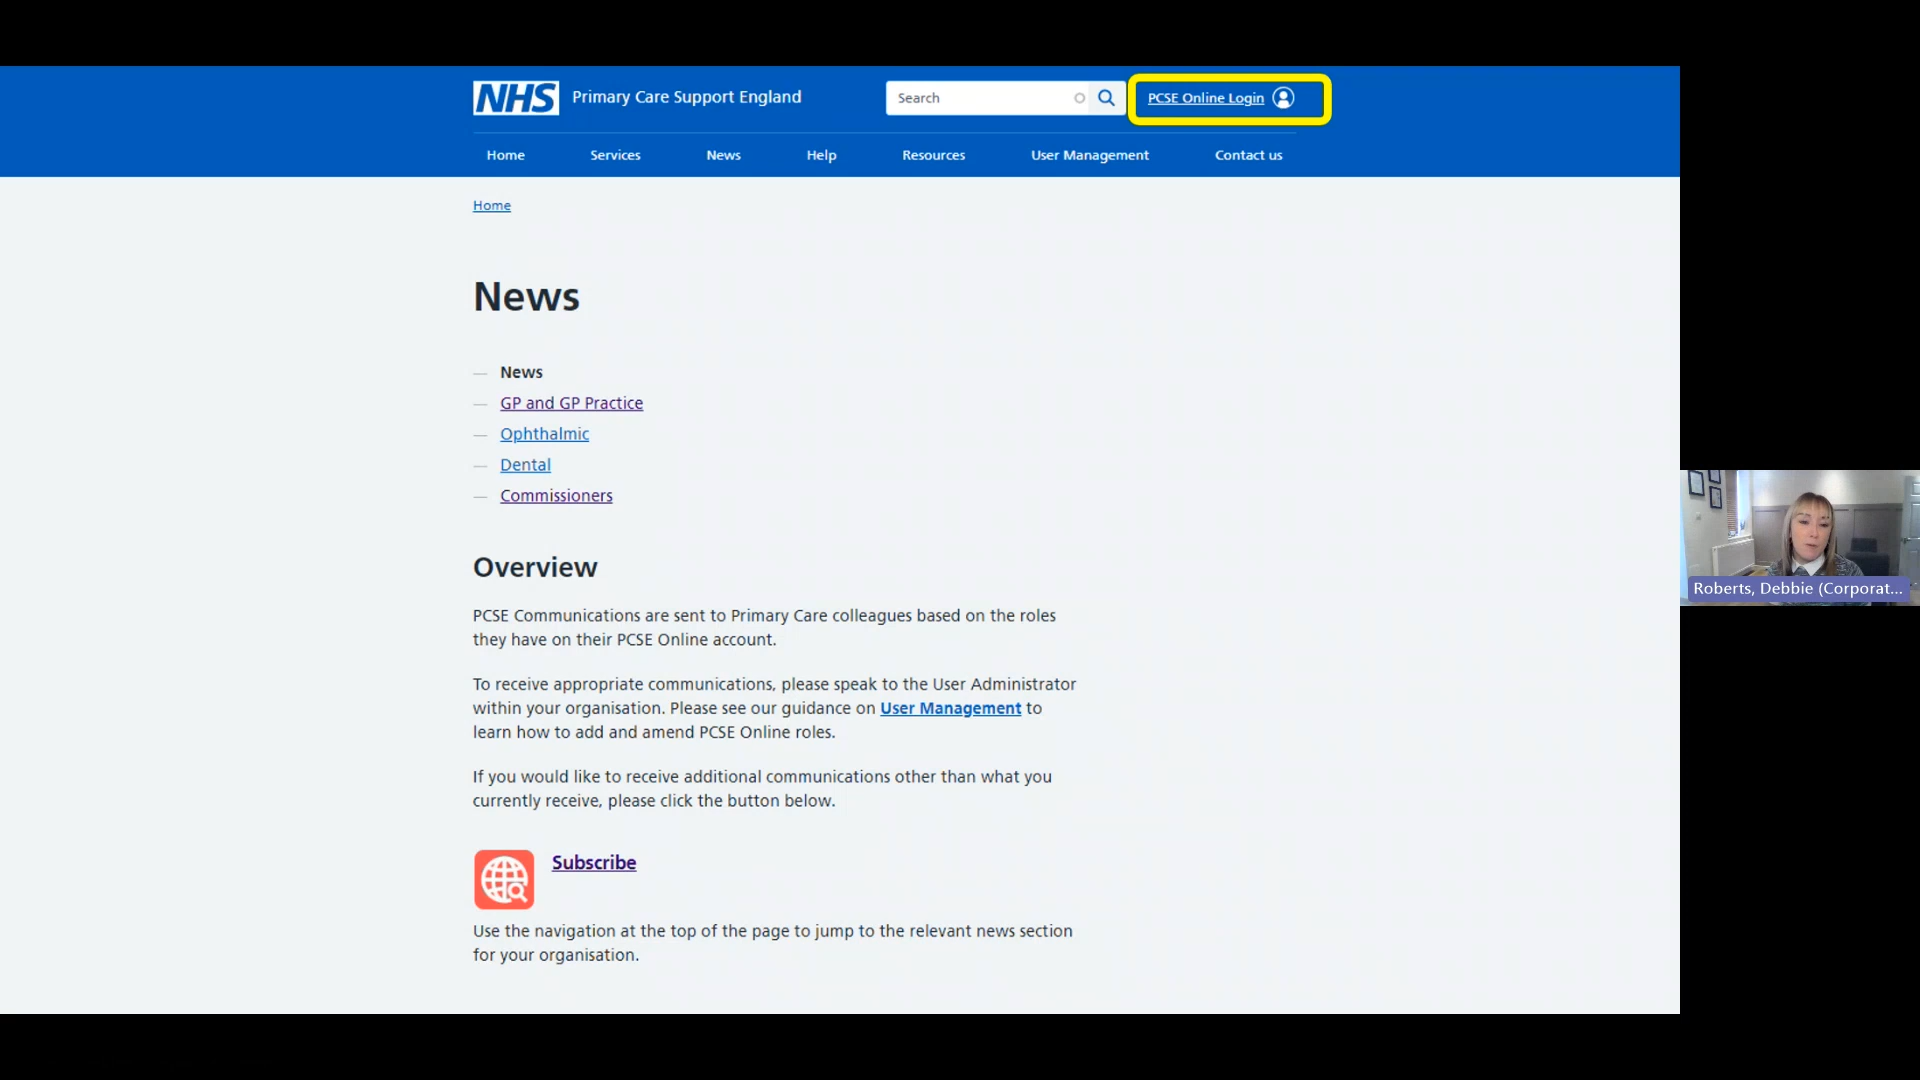 NHS Primary Care Support England
Search
PCSE Online Login
Home Services News Help Resources User Management Contact us
Home
News
News
GP and GP Practice
Ophthalmic
Dental
Commissioners
Overview
PCSE Communications are sent to Primary Care colleagues based on the roles
they have on their PCSE Online account.
To receive appropriate communications, please speak to the User Administrator
within your organisation. Please see our guidance on User Management to
learn how to add and amend PCSE Online roles.
If you would like to receive additional communications other than what you
currently receive, please click the button below.
Subscribe
Use the navigation at the top of the page to jump to the relevant news section
for your organisation.
Roberts, Debbie (Corporat...